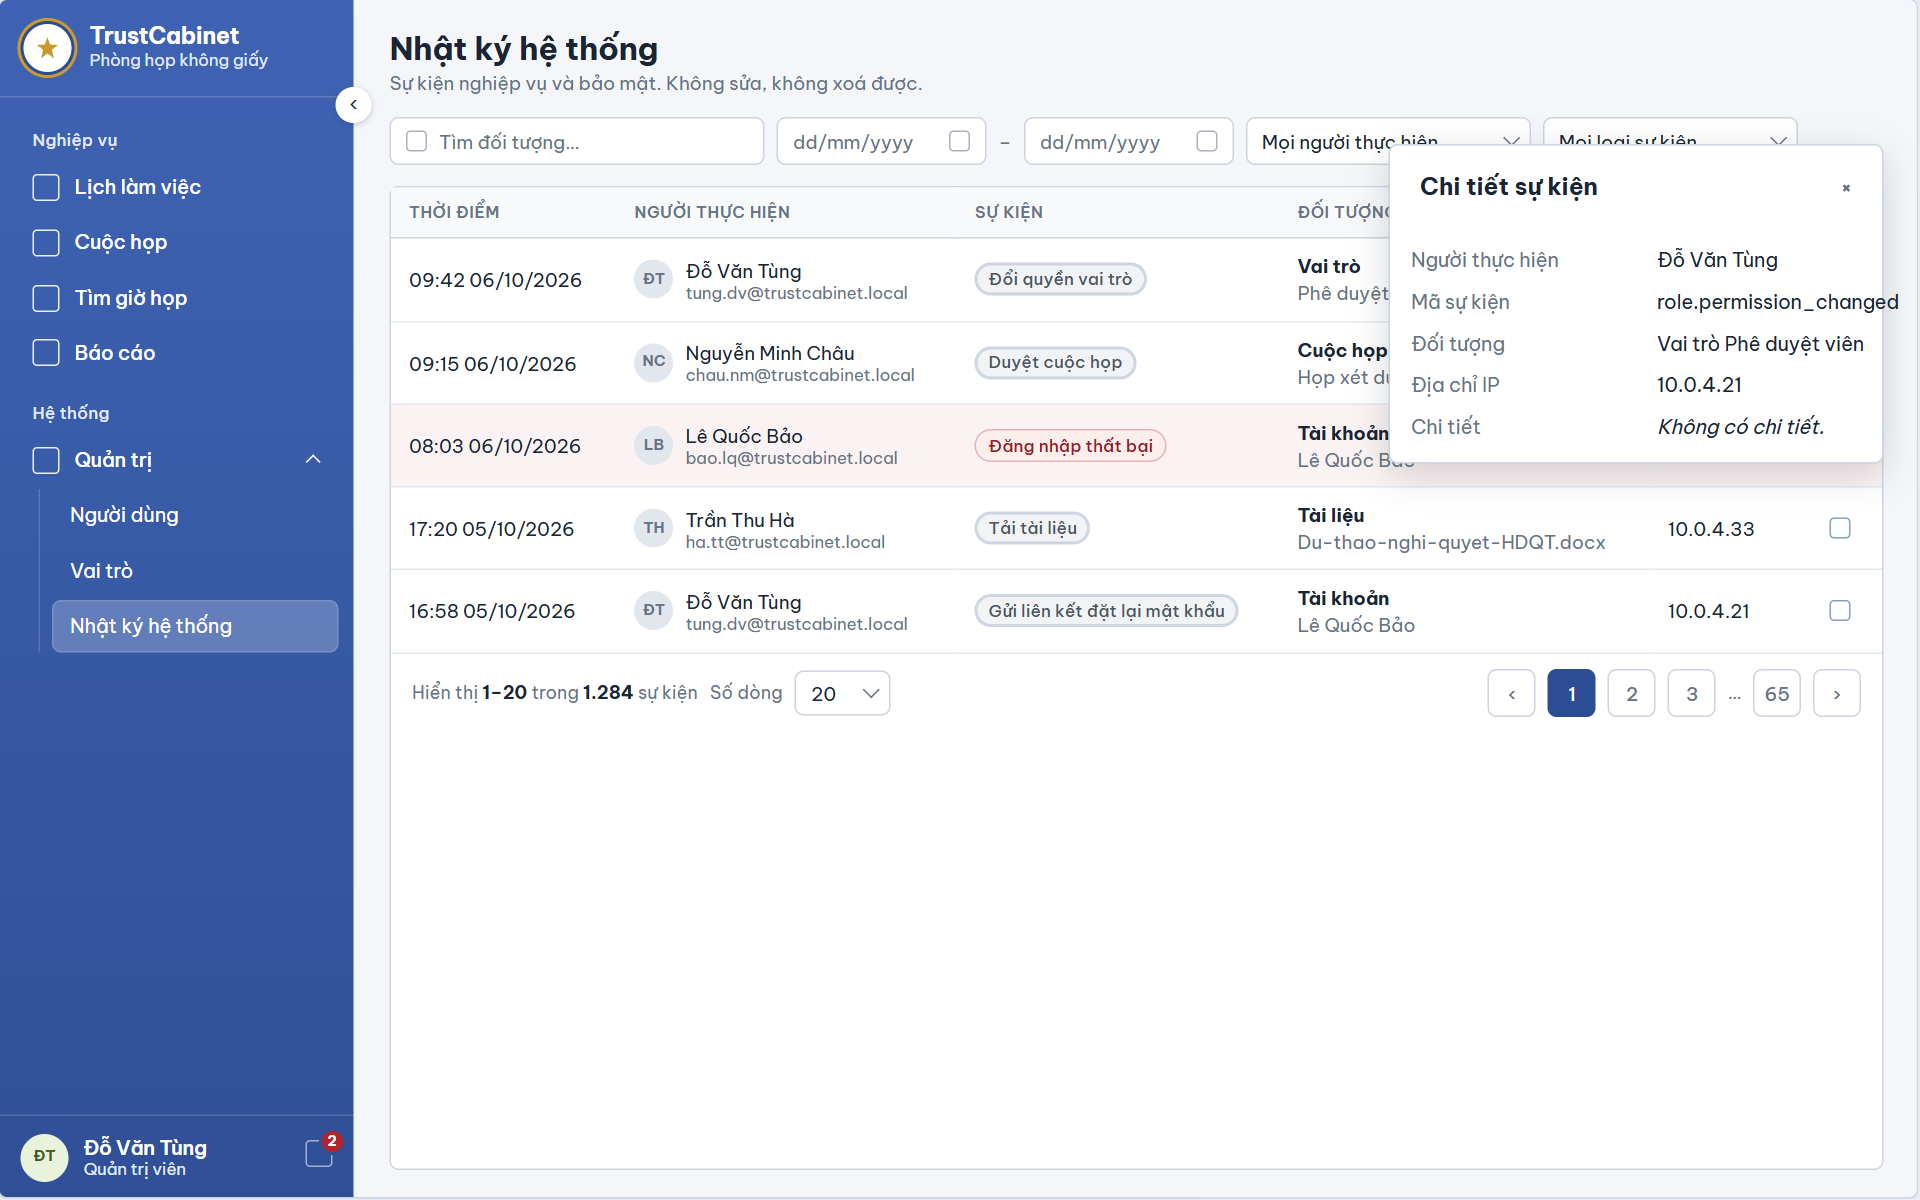 TrustCabinet
Phòng họp không giấy
Nghiệp vụ
Lịch làm việc
Cuộc họp
Tìm giờ họp
Báo cáo
Hệ thống
Quản trị
Người dùng
Vai trò
Nhật ký hệ thống
ĐT
Đỗ Văn Tùng
Quản trị viên
2
Nhật ký hệ thống
Sự kiện nghiệp vụ và bảo mật. Không sửa, không xoá được.
Tìm đối tượng...
dd/mm/yyyy
–
dd/mm/yyyy
Mọi người thực hiện
Mọi loại sự kiện
THỜI ĐIỂM NGƯỜI THỰC HIỆN SỰ KIỆN ĐỐI TƯỢNG
09:42 06/10/2026
ĐT
Đỗ Văn Tùng
tung.dv@trustcabinet.local
Đổi quyền vai trò
Vai trò
Phê duyệt
09:15 06/10/2026
NC
Nguyễn Minh Châu
chau.nm@trustcabinet.local
Duyệt cuộc họp
Cuộc họp
Họp xét
08:03 06/10/2026
LB
Lê Quốc Bảo
bao.lq@trustcabinet.local
Đăng nhập thất bại
Tài khoản
Lê Quốc Bảo
17:20 05/10/2026
TH
Trần Thu Hà
ha.tt@trustcabinet.local
Tải tài liệu
Tài liệu
Du-thao-nghi-quyet-HDQT.docx
10.0.4.33
16:58 05/10/2026
ĐT
Đỗ Văn Tùng
tung.dv@trustcabinet.local
Gửi liên kết đặt lại mật khẩu
Tài khoản
Lê Quốc Bảo
10.0.4.21
Hiển thị 1–20 trong 1.284 sự kiện Số dòng 20
‹ 1 2 3 ... 65 ›
Chi tiết sự kiện
×
Người thực hiện Đỗ Văn Tùng
Mã sự kiện role.permission_changed
Đối tượng Vai trò Phê duyệt viên
Địa chỉ IP 10.0.4.21
Chi tiết Không có chi tiết.